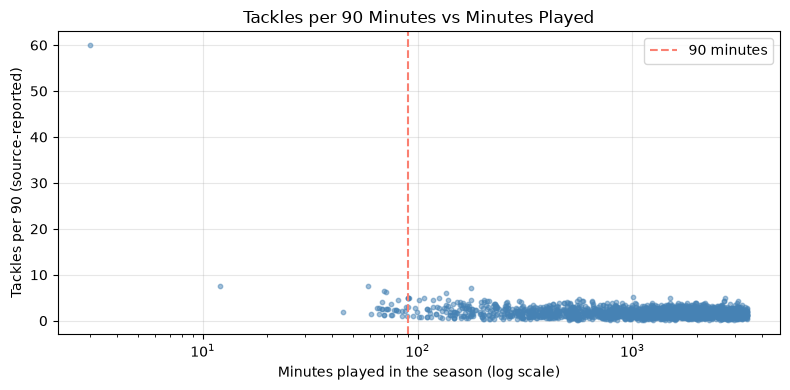 Tackles per 90 Minutes vs Minutes Played
90 minutes
Tackles per 90 (source-reported)
60
50
40
30
20
10
0
10¹
10²
10³
Minutes played in the season (log scale)